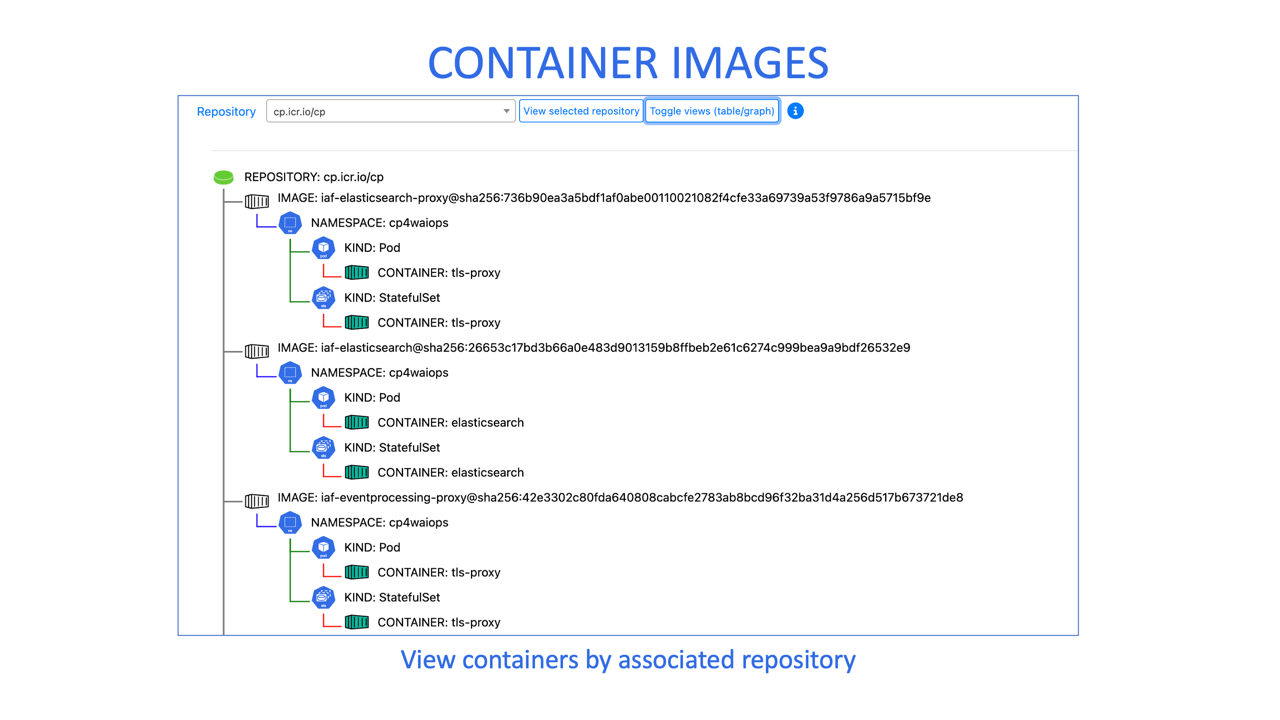 CONTAINER IMAGES
Repository cp.icr.io/cp View selected repository Toggle views (table/graph) i
REPOSITORY: cp.icr.io/cp
IMAGE: iaf-elasticsearch-proxy@sha256:736b90ea3a5bdf1af0abe00110021082f4cfe33a69739a53f9786a9a5715bf9e
NAMESPACE: cp4waiops
KIND: Pod
CONTAINER: tls-proxy
KIND: StatefulSet
CONTAINER: tls-proxy
IMAGE: iaf-elasticsearch@sha256:26653c17bd3b66a0e483d9013159b8ffbeb2e61c6274c999bea9a9bdf26532e9
NAMESPACE: cp4waiops
KIND: Pod
CONTAINER: elasticsearch
KIND: StatefulSet
CONTAINER: elasticsearch
IMAGE: iaf-eventprocessing-proxy@sha256:42e3302c80fda640808cabcfe2783ab8bcd96f32ba31d4a256d517b673721de8
NAMESPACE: cp4waiops
KIND: Pod
CONTAINER: tls-proxy
KIND: StatefulSet
CONTAINER: tls-proxy
View containers by associated repository